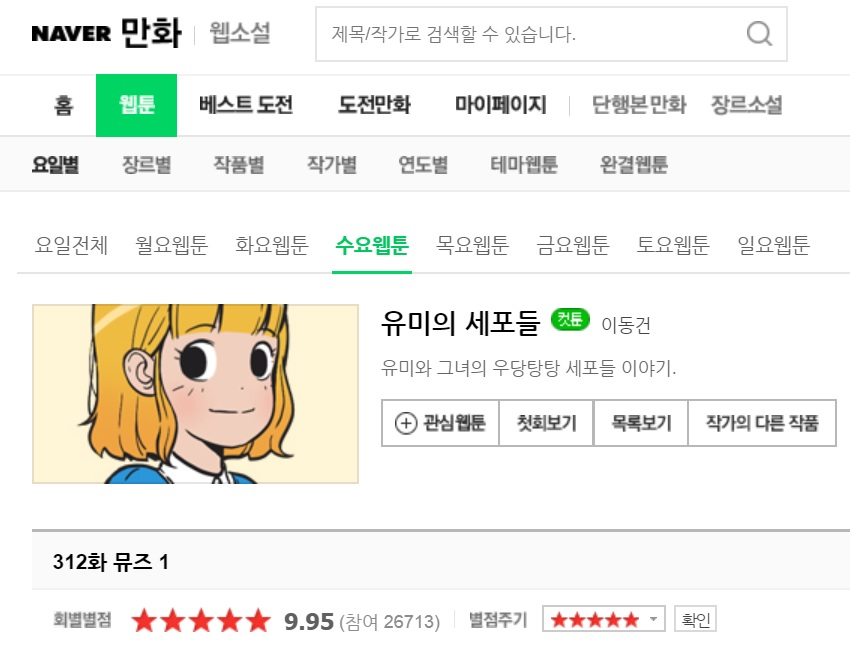 NAVER 만화 웹소설 제목/작가로 검색할 수 있습니다.
홈 웹툰 베스트 도전 도전만화 마이페이지 단행본만화 장르소설
요일별 장르별 작품별 작가별 연도별 테마웹툰 완결웹툰
요일전체 월요웹툰 화요웹툰 수요웹툰 목요웹툰 금요웹툰 토요웹툰 일요웹툰
유미의 세포들 컷툰 이동건
유미와 그녀의 우당탕탕 세포들 이야기.
관심웹툰 첫회보기 목록보기 작가의 다른 작품
312화 뮤즈 1
회별별점 ★★★★★ 9.95 (참여 26713) 별점주기 ★★★★★ 확인